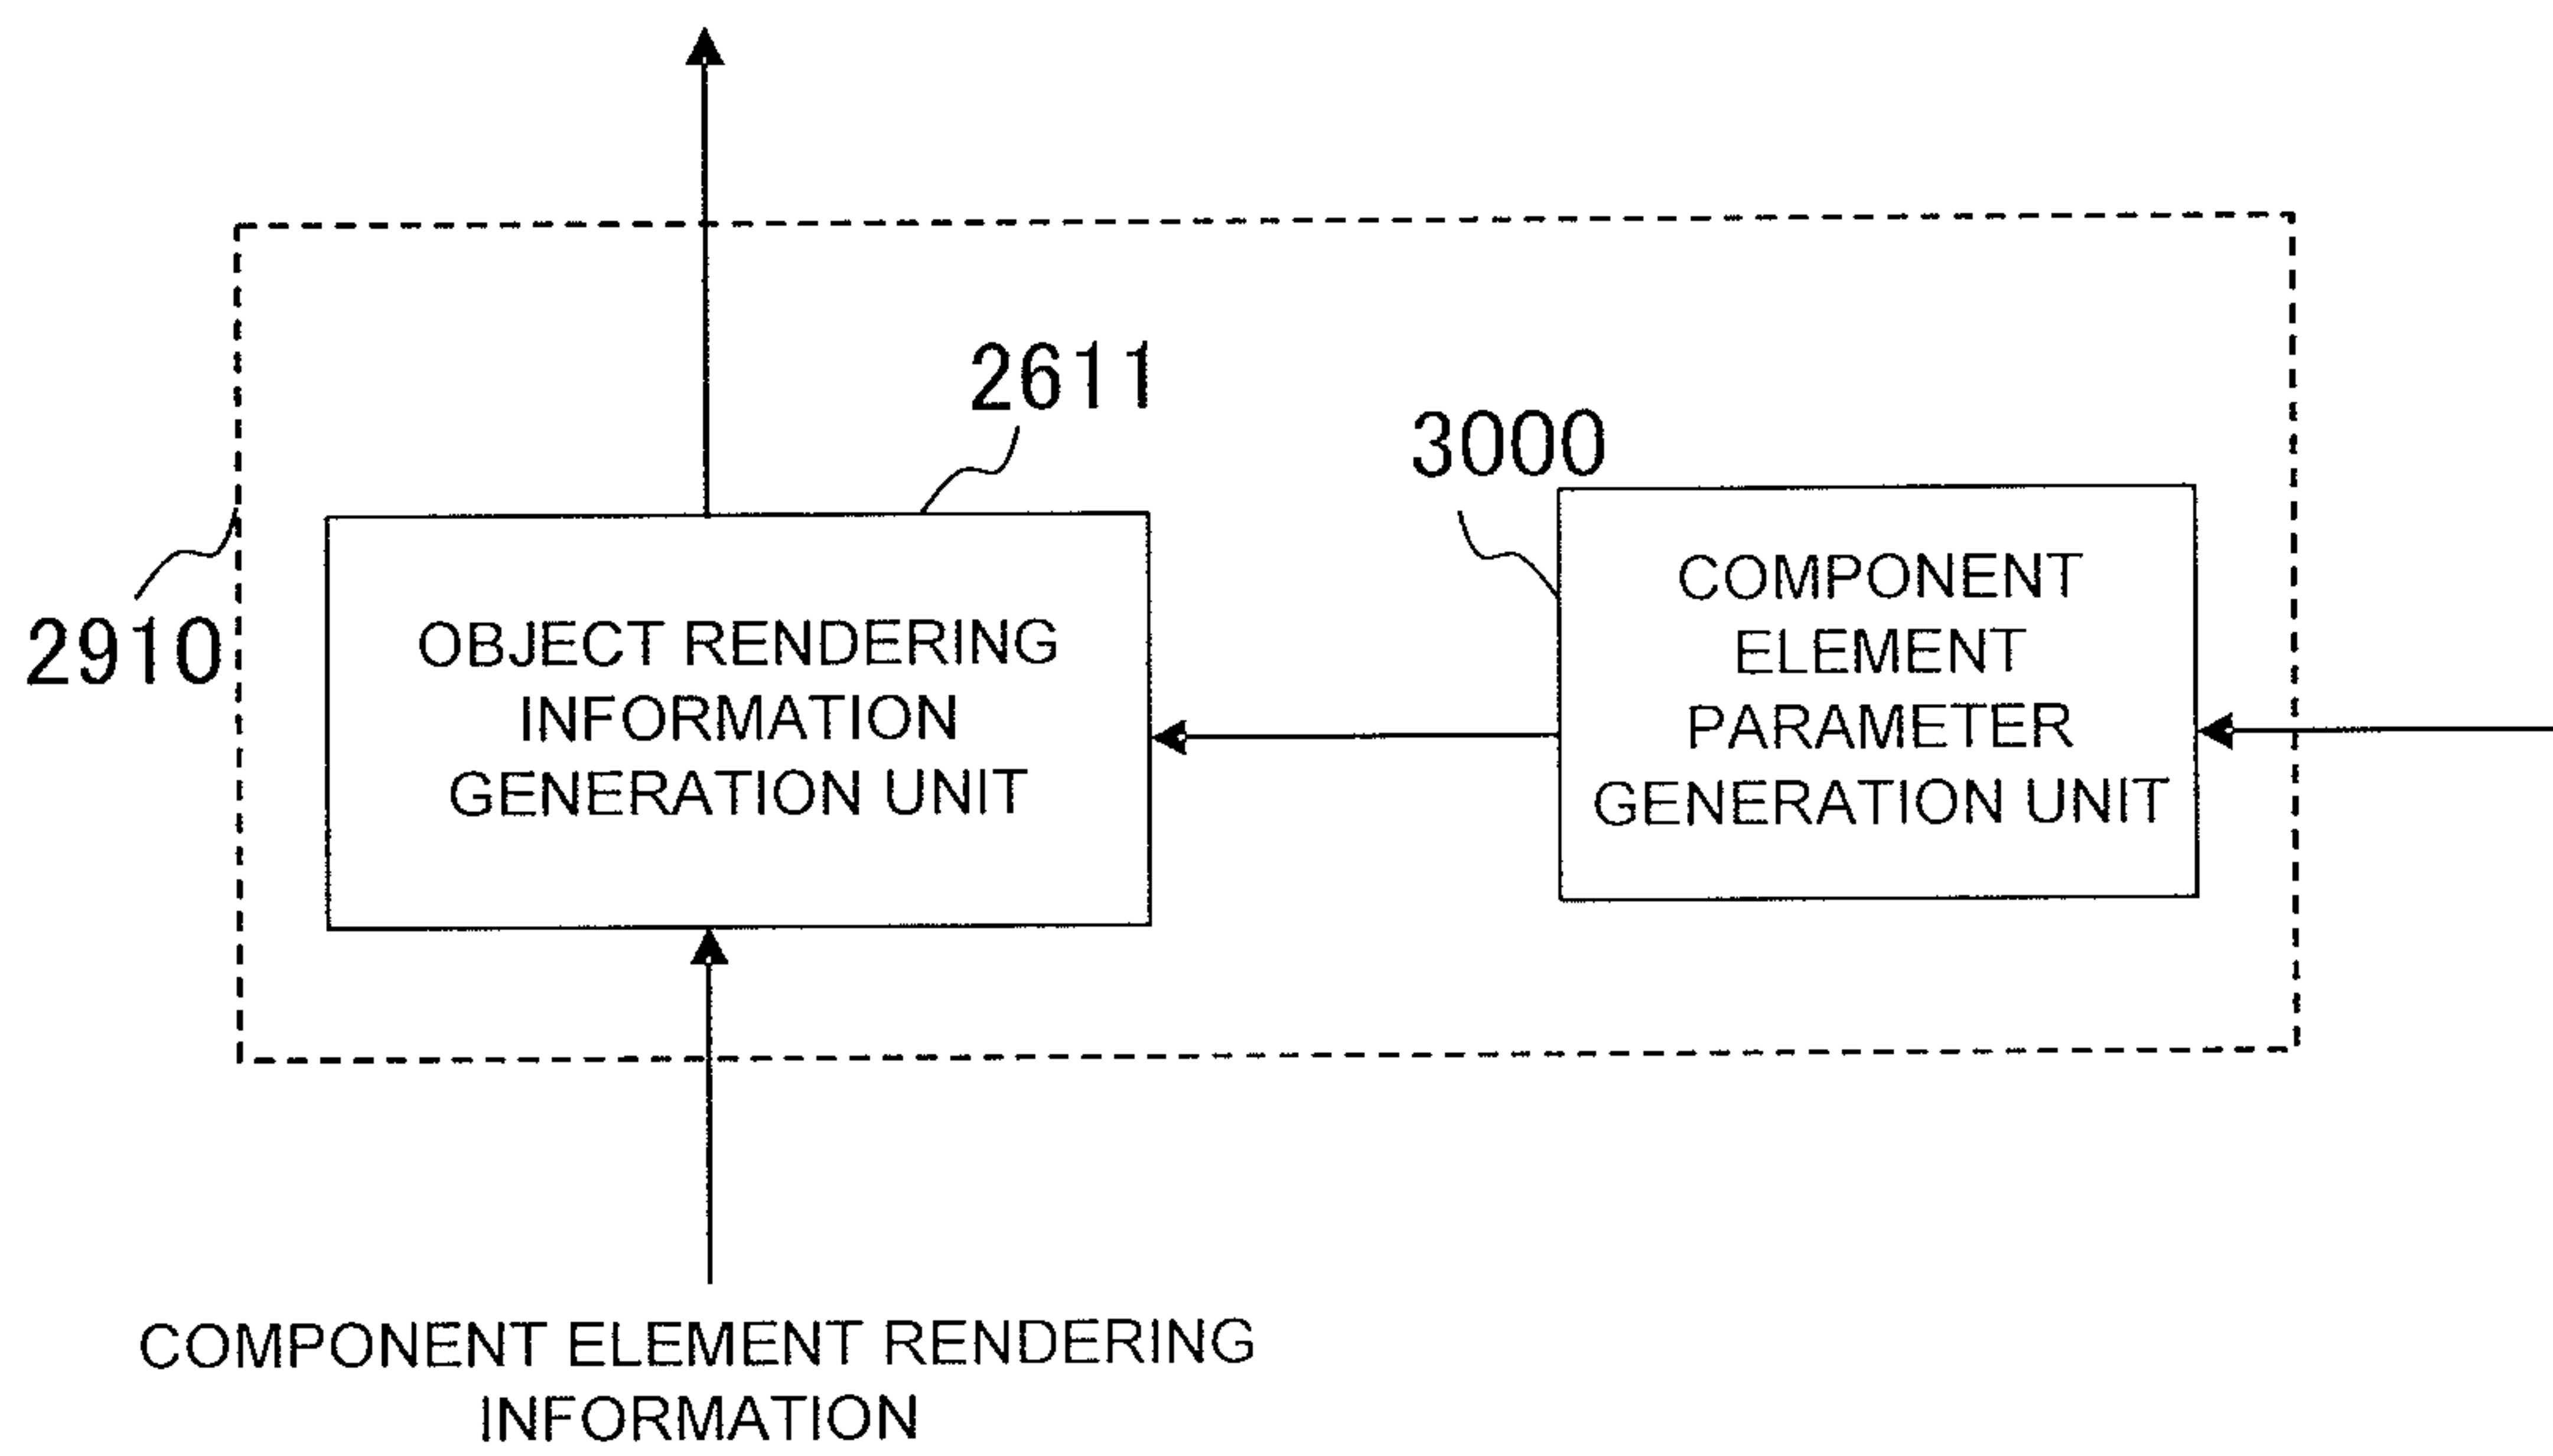 2611
3000
2910
OBJECT RENDERING
INFORMATION
GENERATION UNIT
COMPONENT
ELEMENT
PARAMETER
GENERATION UNIT
COMPONENT ELEMENT RENDERING
INFORMATION